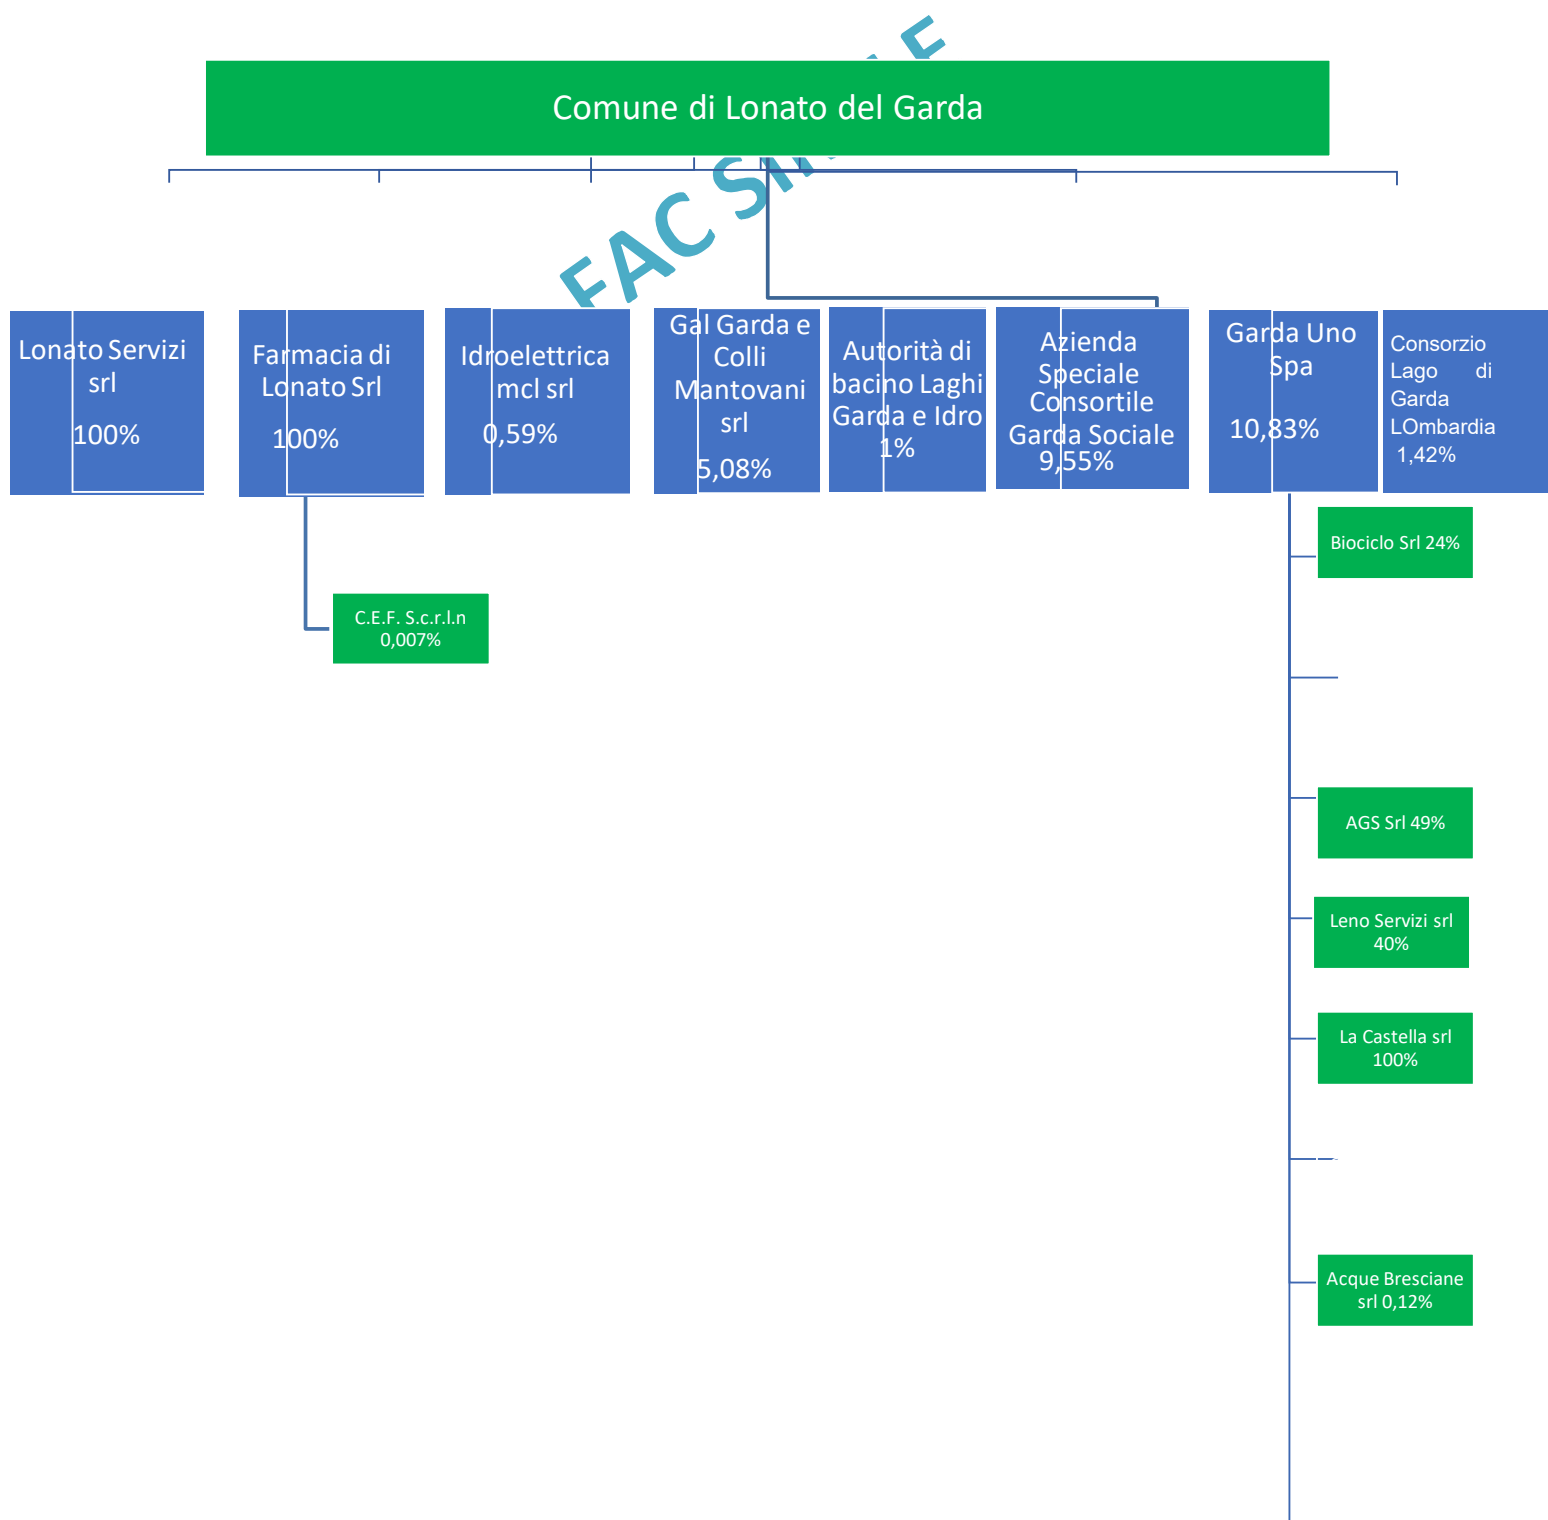 Comune di Lonato del Garda
FAC SIMILE
Lonato Servizi
srl
100%
Farmacia di
Lonato Srl
100%
Idroelettrica
mcl srl
0,59%
Gal Garda e
Colli
Mantovani
srl
5,08%
Autorità di
bacino Laghi
Garda e Idro
1%
Azienda
Speciale
Consortile
Garda Sociale
9,55%
Garda Uno
Spa
10,83%
Consorzio
Lago di
Garda
LOmbardia
1,42%
Biociclo Srl 24%
C.E.F. S.c.r.l.n
0,007%
AGS Srl 49%
Leno Servizi srl
40%
La Castella srl
100%
Acque Bresciane
srl 0,12%